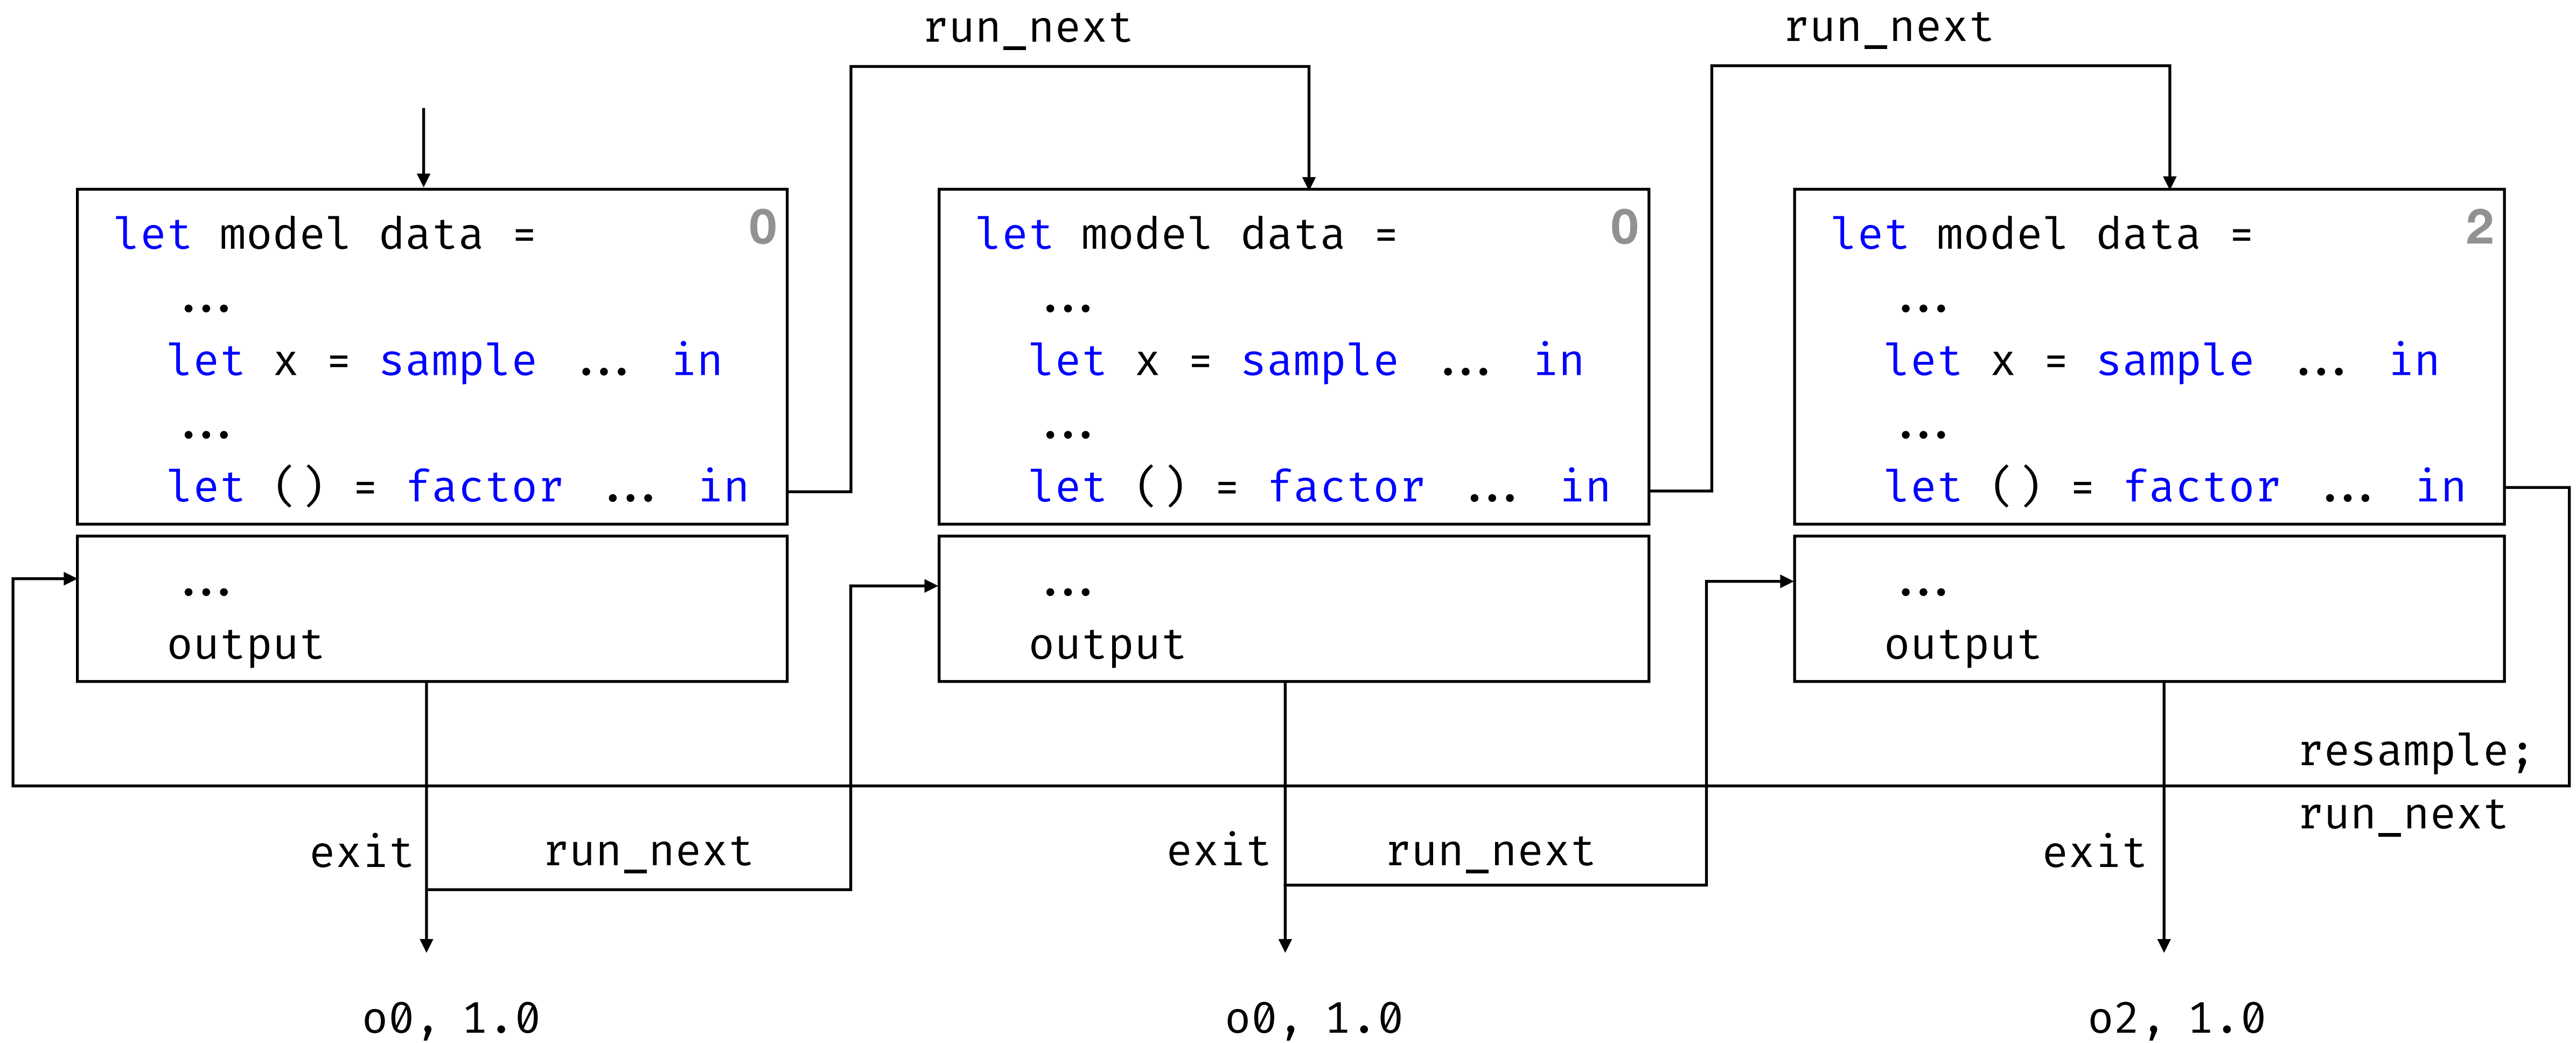 run_next
run_next
let model data =
0
...
let x = sample ... in
...
let () = factor ... in
...
output
let model data =
0
...
let x = sample ... in
...
let () = factor ... in
...
output
let model data =
2
...
let x = sample ... in
...
let () = factor ... in
...
output
resample;
run_next
exit
run_next
exit
run_next
exit
o0, 1.0
o0, 1.0
o2, 1.0